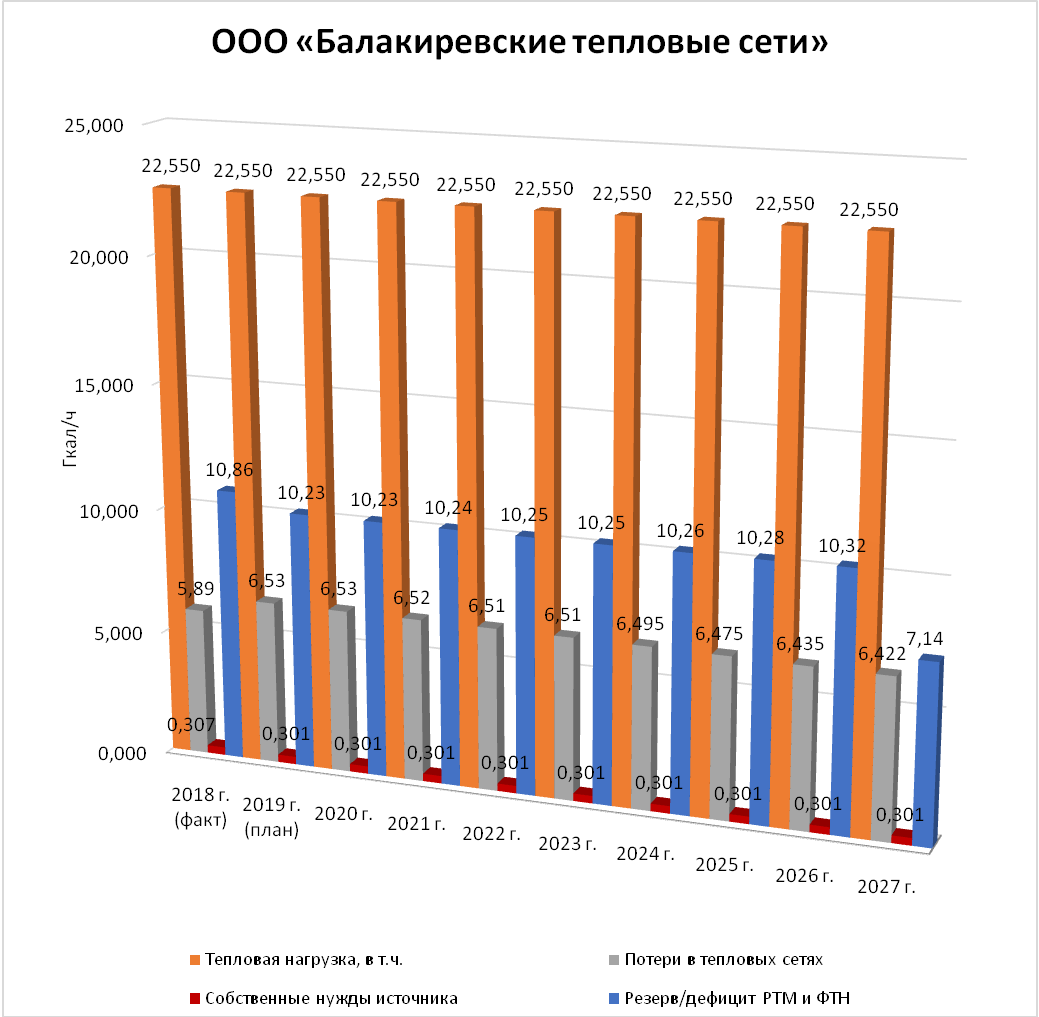 ООО «Балакиревские тепловые сети»
25,000
20,000
15,000
10,000
5,000
0,000
Гкал/ч
22,550 22,550 22,550 22,550 22,550 22,550 22,550 22,550 22,550 22,550
10,86 10,23 10,23 10,24 10,25 10,25 10,26 10,28 10,32 7,14
5,89 6,53 6,53 6,52 6,51 6,51 6,495 6,475 6,435 6,422
0,307 0,301 0,301 0,301 0,301 0,301 0,301 0,301 0,301 0,301
2018 г.
(факт)
2019 г.
(план)
2020 г.
2021 г.
2022 г.
2023 г.
2024 г.
2025 г.
2026 г.
2027 г.
Тепловая нагрузка, в т.ч.
Потери в тепловых сетях
Собственные нужды источника
Резерв/дефицит РТМ и ФТН